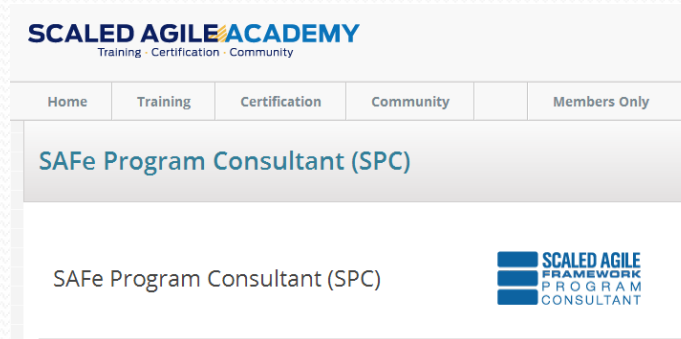 SCALED AGILE ACADEMY
Training · Certification · Community
Home Training Certification Community Members Only
SAFe Program Consultant (SPC)
SAFe Program Consultant (SPC)
SCALED AGILE
FRAMEWORK
PROGRAM
CONSULTANT